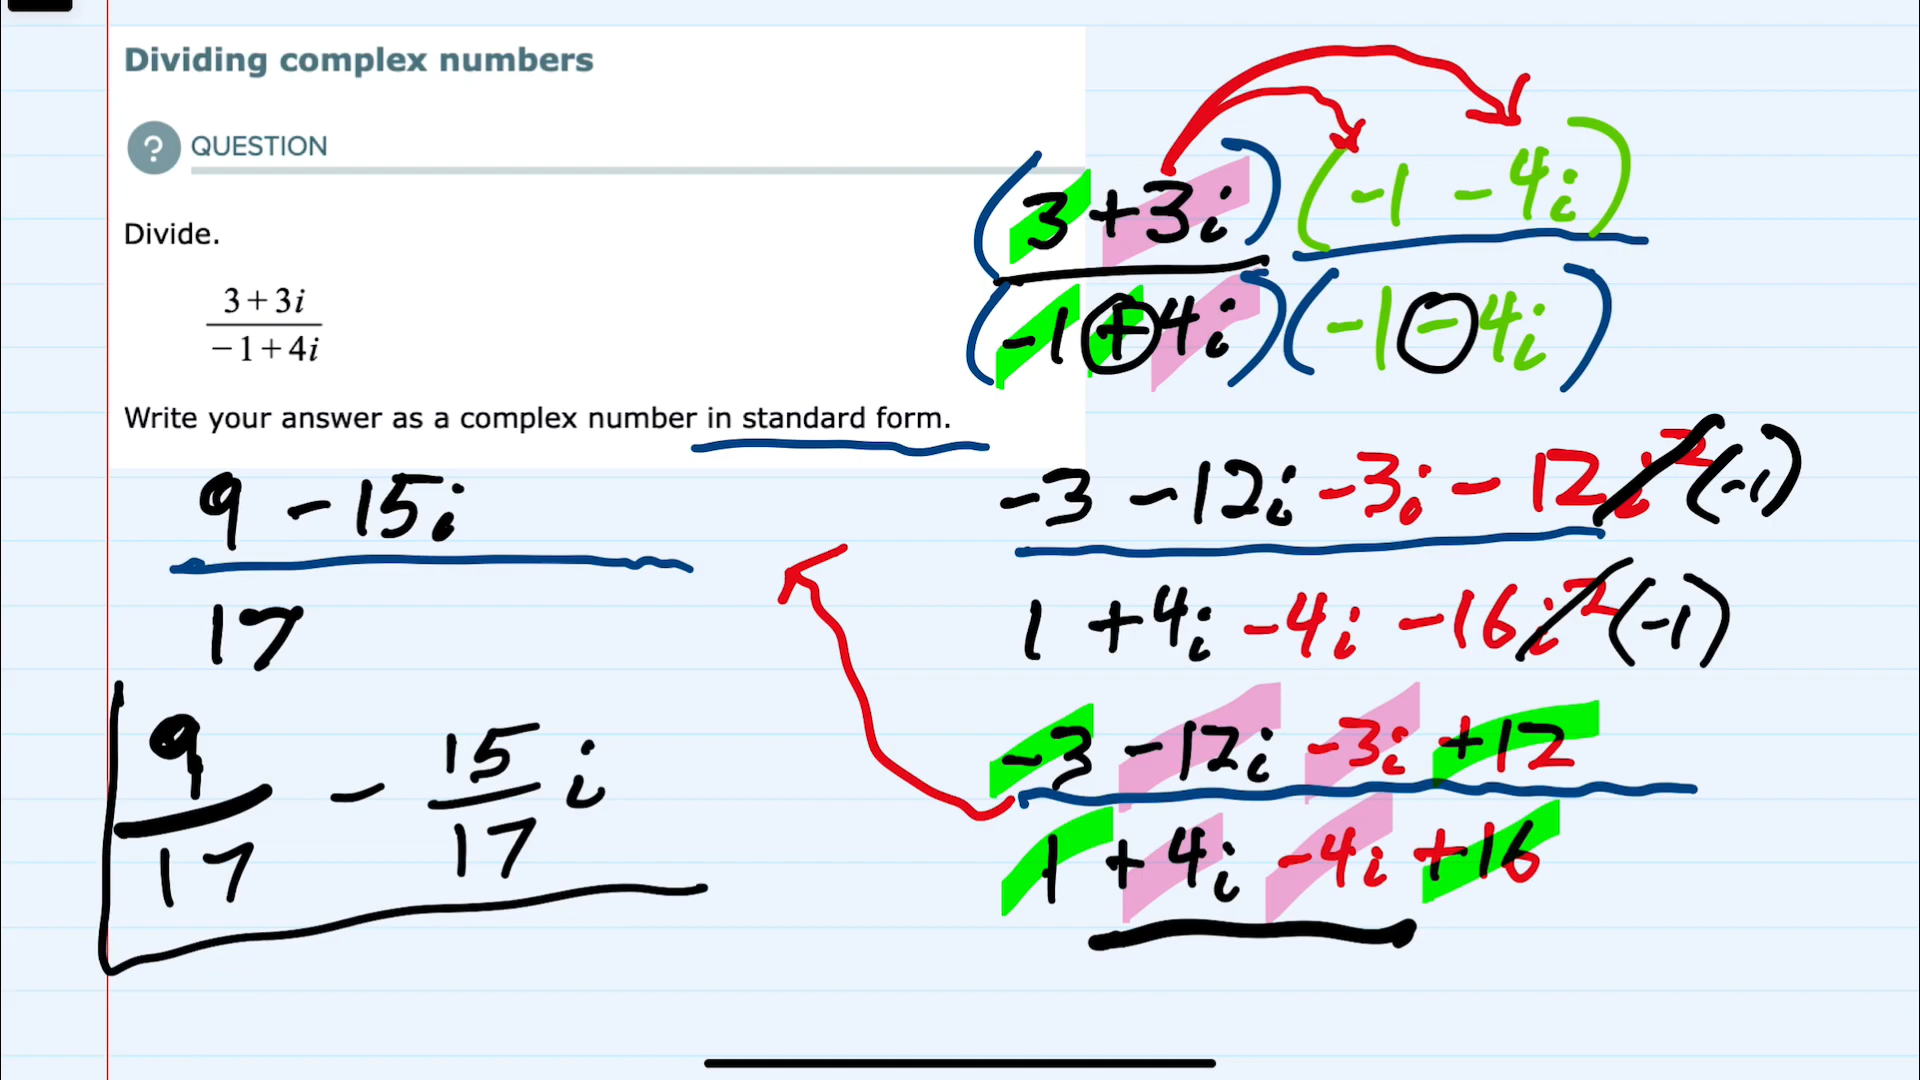 Dividing complex numbers
? QUESTION
Divide.
3 + 3i
− 1 + 4i
Write your answer as a complex number in standard form.
(3 + 3i) (-1 - 4i)
(-1 + 4i) (-1 - 4i)
-3 - 12i - 3i - 12i² (-1)
1 + 4i - 4i - 16i² (-1)
-3 - 12i - 3i + 12
1 + 4i - 4i + 16
9 - 15i
17
9/17 - 15/17 i